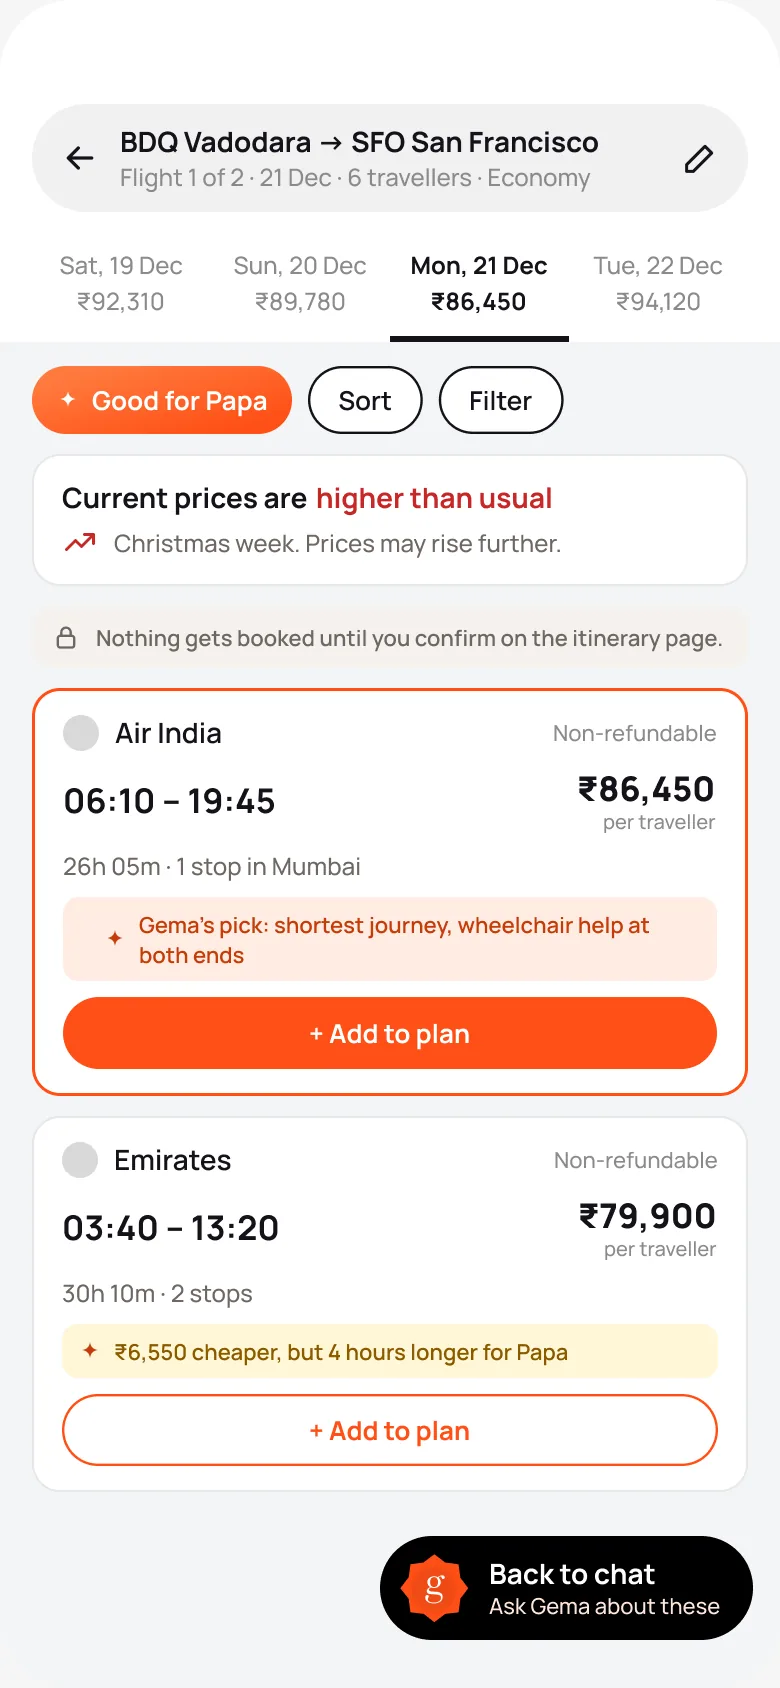 BDQ Vadodara → SFO San Francisco
Flight 1 of 2 · 21 Dec · 6 travellers · Economy
Sat, 19 Dec
₹92,310
Sun, 20 Dec
₹89,780
Mon, 21 Dec
₹86,450
Tue, 22 Dec
₹94,120
✦ Good for Papa
Sort
Filter
Current prices are higher than usual
Christmas week. Prices may rise further.
Nothing gets booked until you confirm on the itinerary page.
Air India
Non-refundable
06:10 – 19:45
₹86,450
per traveller
26h 05m · 1 stop in Mumbai
✦ Gema’s pick: shortest journey, wheelchair help at
both ends
+ Add to plan
Emirates
Non-refundable
03:40 – 13:20
₹79,900
per traveller
30h 10m · 2 stops
✦ ₹6,550 cheaper, but 4 hours longer for Papa
+ Add to plan
g
Back to chat
Ask Gema about these